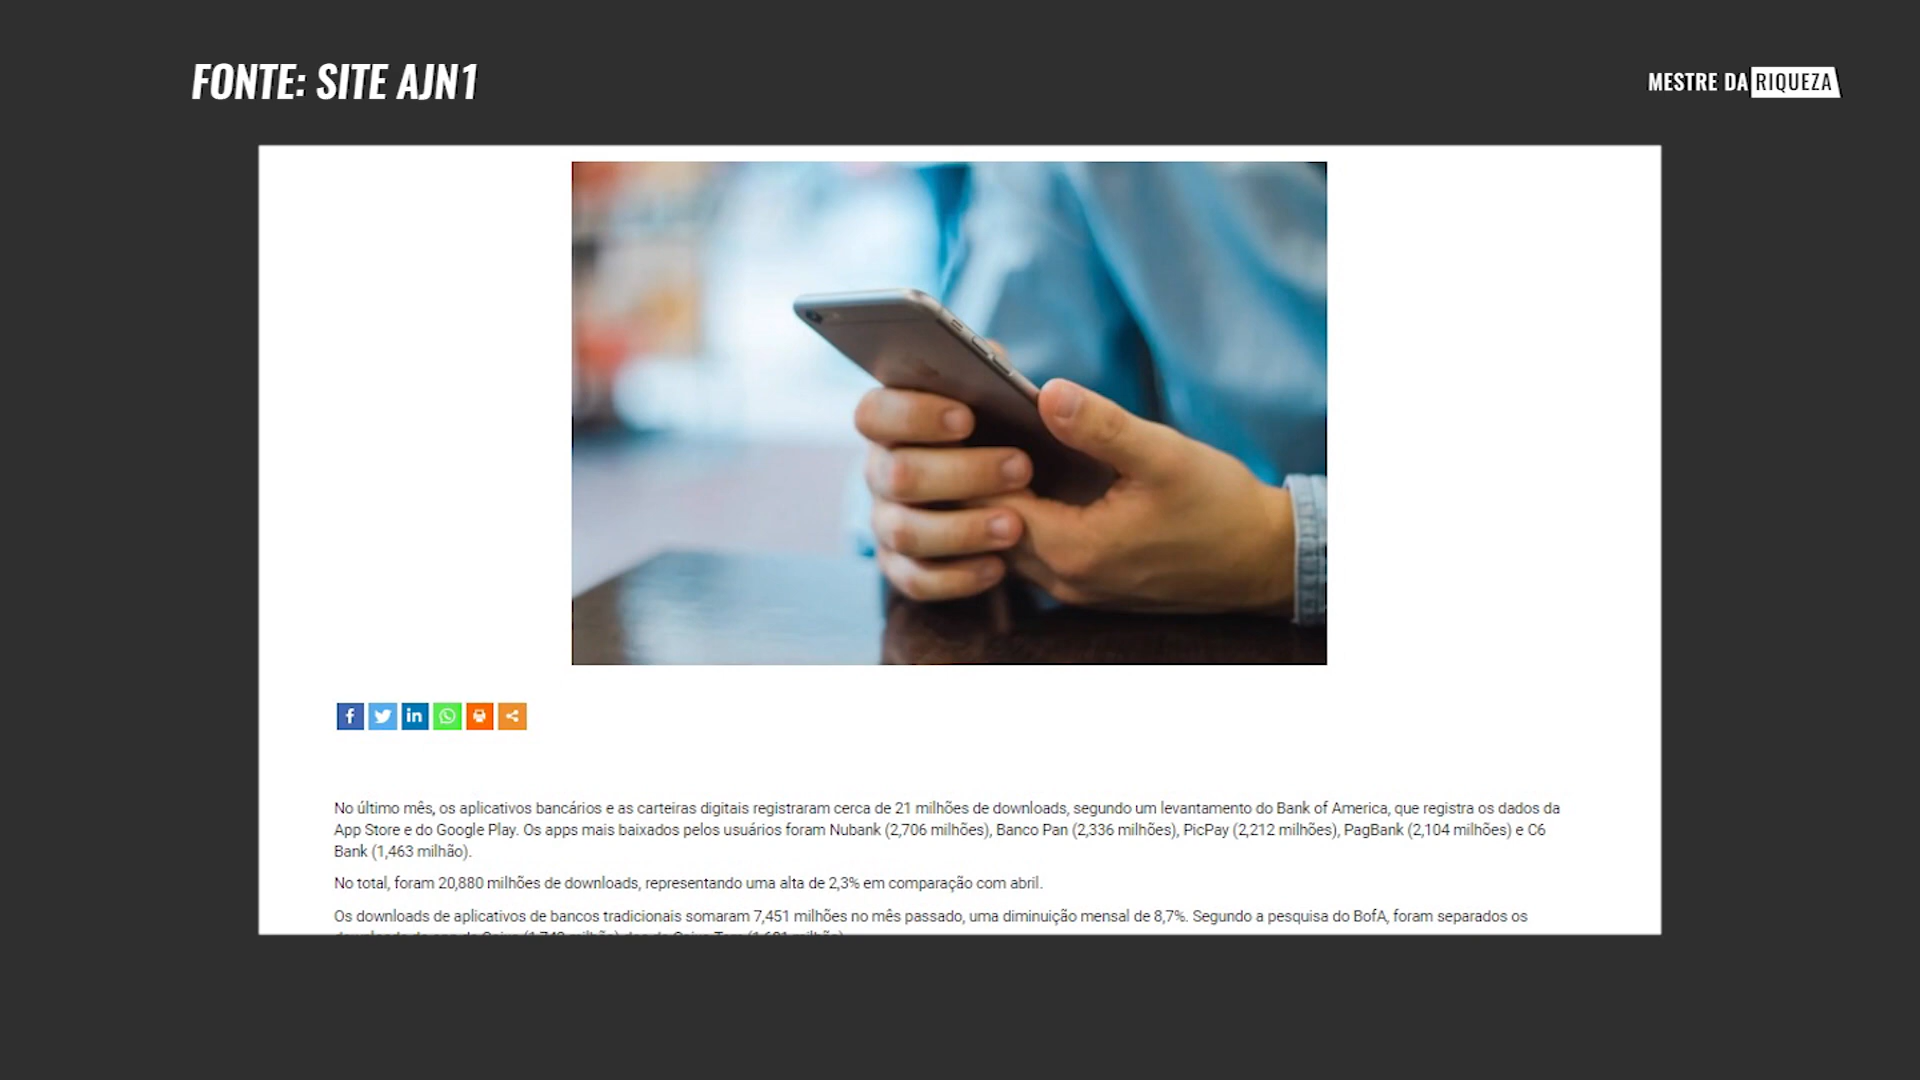 FONTE: SITE AJN1
MESTRE DA RIQUEZA
No último mês, os aplicativos bancários e as carteiras digitais registraram cerca de 21 milhões de downloads, segundo um levantamento do Bank of America, que registra os dados da
App Store e do Google Play. Os apps mais baixados pelos usuários foram Nubank (2,706 milhões), Banco Pan (2,336 milhões), PicPay (2,212 milhões), PagBank (2,104 milhões) e C6
Bank (1,463 milhão).
No total, foram 20,880 milhões de downloads, representando uma alta de 2,3% em comparação com abril.
Os downloads de aplicativos de bancos tradicionais somaram 7,451 milhões no mês passado, uma diminuição mensal de 8,7%. Segundo a pesquisa do BofA, foram separados os